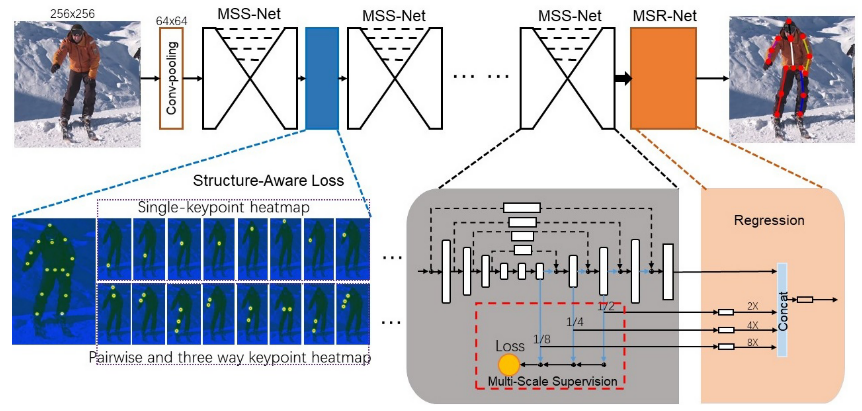 256x256
64x64
Conv-pooling
MSS-Net
MSS-Net
MSS-Net
MSR-Net
Structure-Aware Loss
Single-keypoint heatmap
Pairwise and three way keypoint heatmap
1/2
1/4
1/8
Loss
Multi-Scale Supervision
Regression
2X
4X
8X
Concat